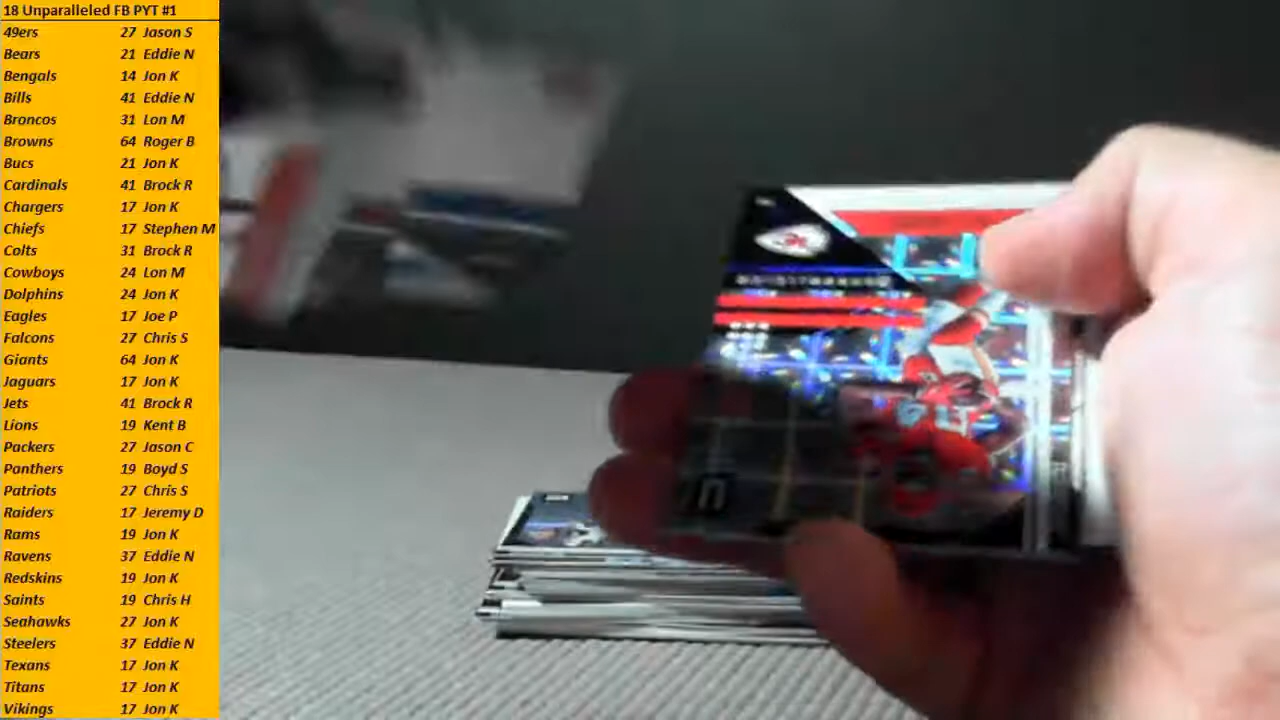 18 Unparalleled FB PYT #1
49ers 27 Jason S
Bears 21 Eddie N
Bengals 14 Jon K
Bills 41 Eddie N
Broncos 31 Lon M
Browns 64 Roger B
Bucs 21 Jon K
Cardinals 41 Brock R
Chargers 17 Jon K
Chiefs 17 Stephen M
Colts 31 Brock R
Cowboys 24 Lon M
Dolphins 24 Jon K
Eagles 17 Joe P
Falcons 27 Chris S
Giants 64 Jon K
Jaguars 17 Jon K
Jets 41 Brock R
Lions 19 Kent B
Packers 27 Jason C
Panthers 19 Boyd S
Patriots 27 Chris S
Raiders 17 Jeremy D
Rams 19 Jon K
Ravens 37 Eddie N
Redskins 19 Jon K
Saints 19 Chris H
Seahawks 27 Jon K
Steelers 37 Eddie N
Texans 17 Jon K
Titans 17 Jon K
Vikings 17 Jon K